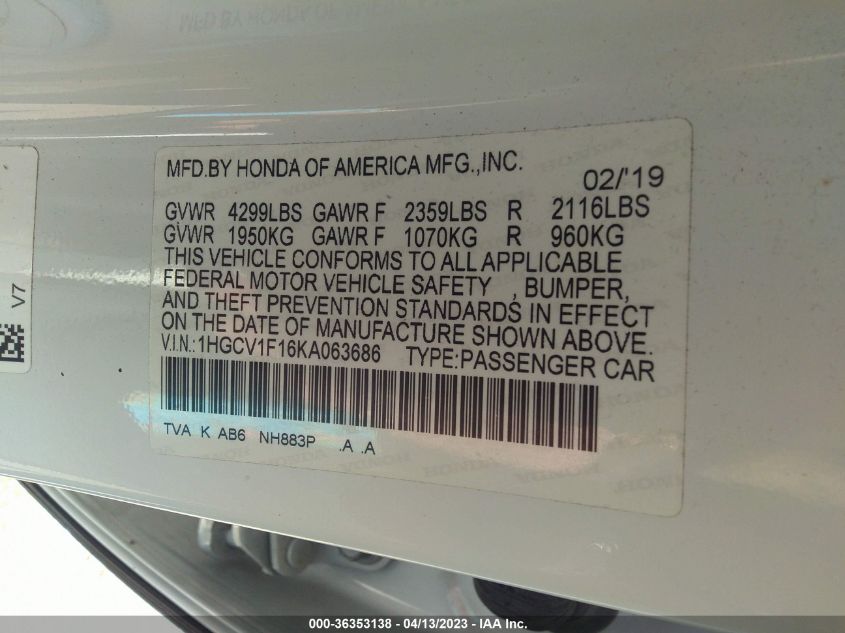 MFD.BY HONDA OF AMERICA MFG.,INC.
02/'19
GVWR 4299LBS GAWR F 2359LBS R 2116LBS
GVWR 1950KG GAWR F 1070KG R 960KG
THIS VEHICLE CONFORMS TO ALL APPLICABLE
FEDERAL MOTOR VEHICLE SAFETY , BUMPER,
AND THEFT PREVENTION STANDARDS IN EFFECT
ON THE DATE OF MANUFACTURE SHOWN ABOVE.
V.I.N.:1HGCV1F16KA063686 TYPE:PASSENGER CAR
TVA K AB6 NH883P .A .A
V7
000-36353138 - 04/13/2023 - IAA Inc.